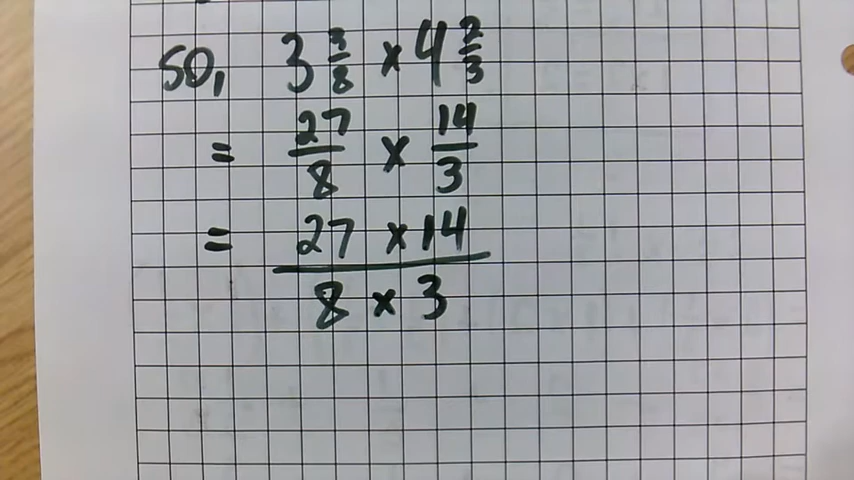 so, 3 3/8 × 4 2/3
= 27/8 × 14/3
= 27 × 14
8 × 3